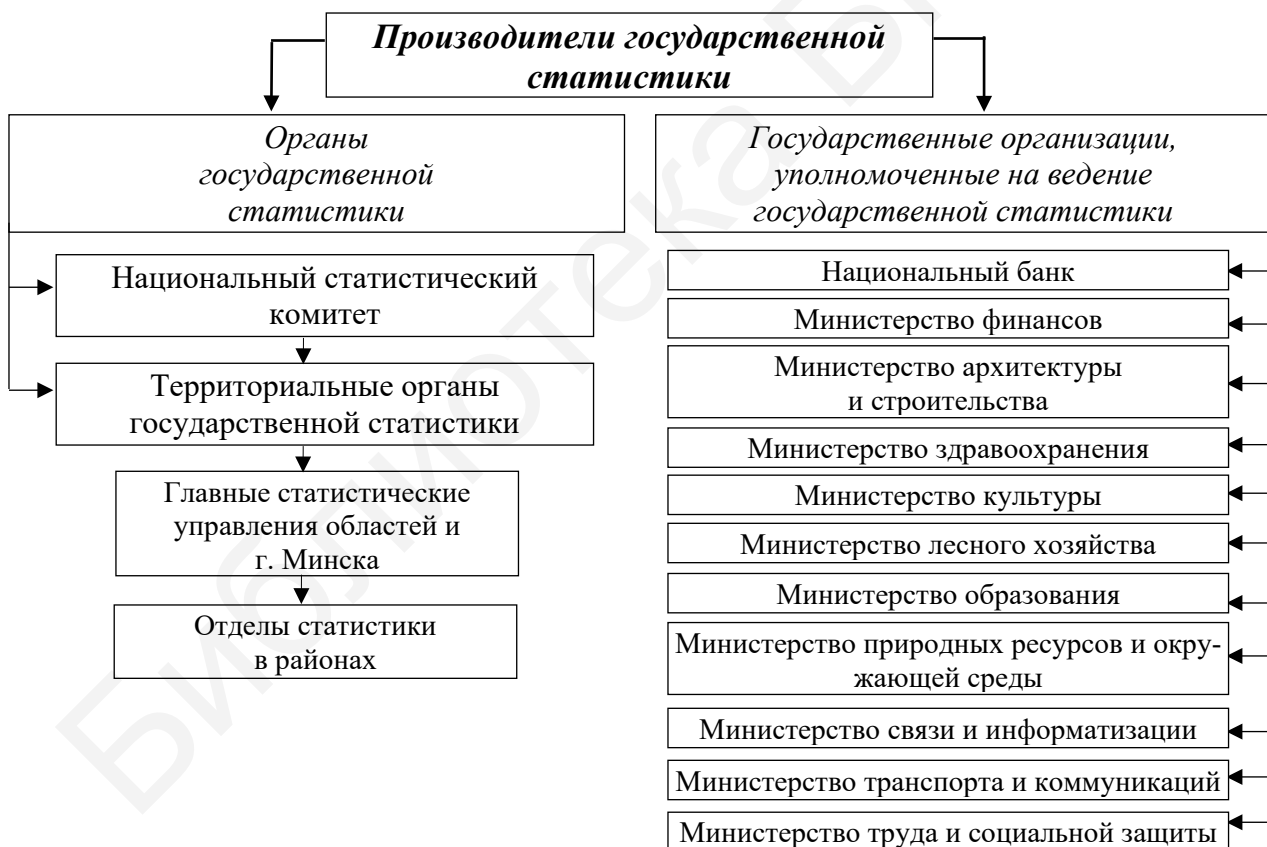 Производители государственной
статистики
Органы
государственной
статистики
Национальный статистический
комитет
Территориальные органы
государственной статистики
Главные статистические
управления областей и
г. Минска
Отделы статистики
в районах
Государственные организации,
уполномоченные на ведение
государственной статистики
Национальный банк
Министерство финансов
Министерство архитектуры
и строительства
Министерство здравоохранения
Министерство культуры
Министерство лесного хозяйства
Министерство образования
Министерство природных ресурсов и окру-
жающей среды
Министерство связи и информатизации
Министерство транспорта и коммуникаций
Министерство труда и социальной защиты
Библиотека